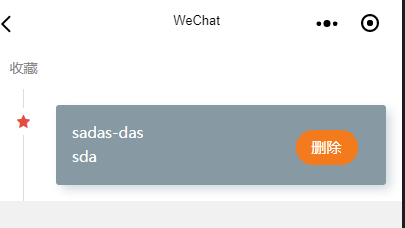 WeChat
收藏
sadas-das
sda
删除